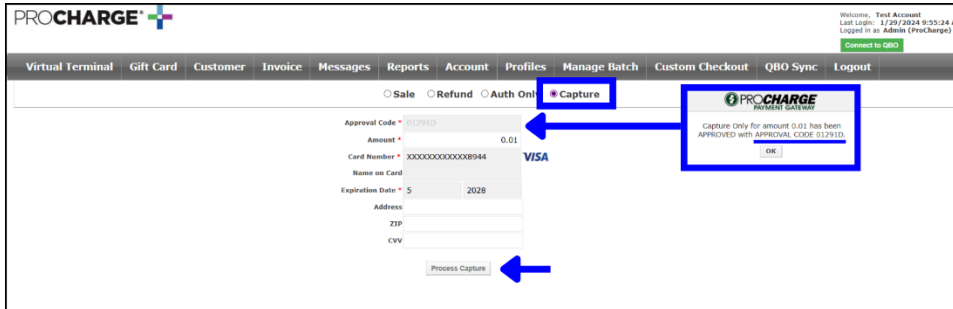 PROCHARGE®
Welcome, Test Account
Last Login: 1/29/2024 9:55:24
Logged in as Admin (ProCharge)
Connect to QBO
Virtual Terminal Gift Card Customer Invoice Messages Reports Account Profiles Manage Batch Custom Checkout QBO Sync Logout
Sale Refund Auth Only Capture
Approval Code * 01291D
Amount * 0.01
Card Number * XXXXXXXXXXXX8944 VISA
Name on Card
Expiration Date * 5 2028
Address
ZIP
CVV
Process Capture
PROCHARGE
PAYMENT GATEWAY
Capture Only for amount 0.01 has been
APPROVED with APPROVAL CODE 01291D.
OK